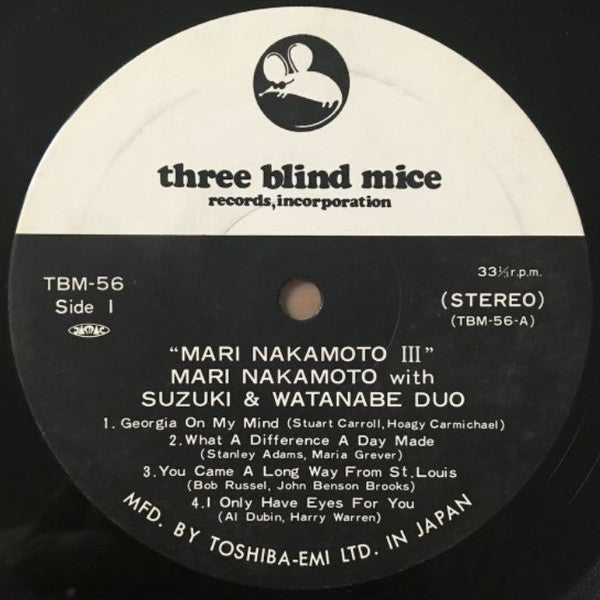 three blind mice
records, incorporation
TBM-56
Side 1
JASRAC
33⅓ r.p.m.
(STEREO)
(TBM-56-A)
"MARI NAKAMOTO III"
MARI NAKAMOTO with
SUZUKI & WATANABE DUO
1. Georgia On My Mind (Stuart Carroll, Hoagy Carmichael)
2. What A Difference A Day Made
(Stanley Adams, Maria Grever)
3. You Came A Long Way From St. Louis
(Bob Russel, John Benson Brooks)
4. I Only Have Eyes For You
(Al Dubin, Harry Warren)
MFD. BY TOSHIBA-EMI LTD. IN JAPAN